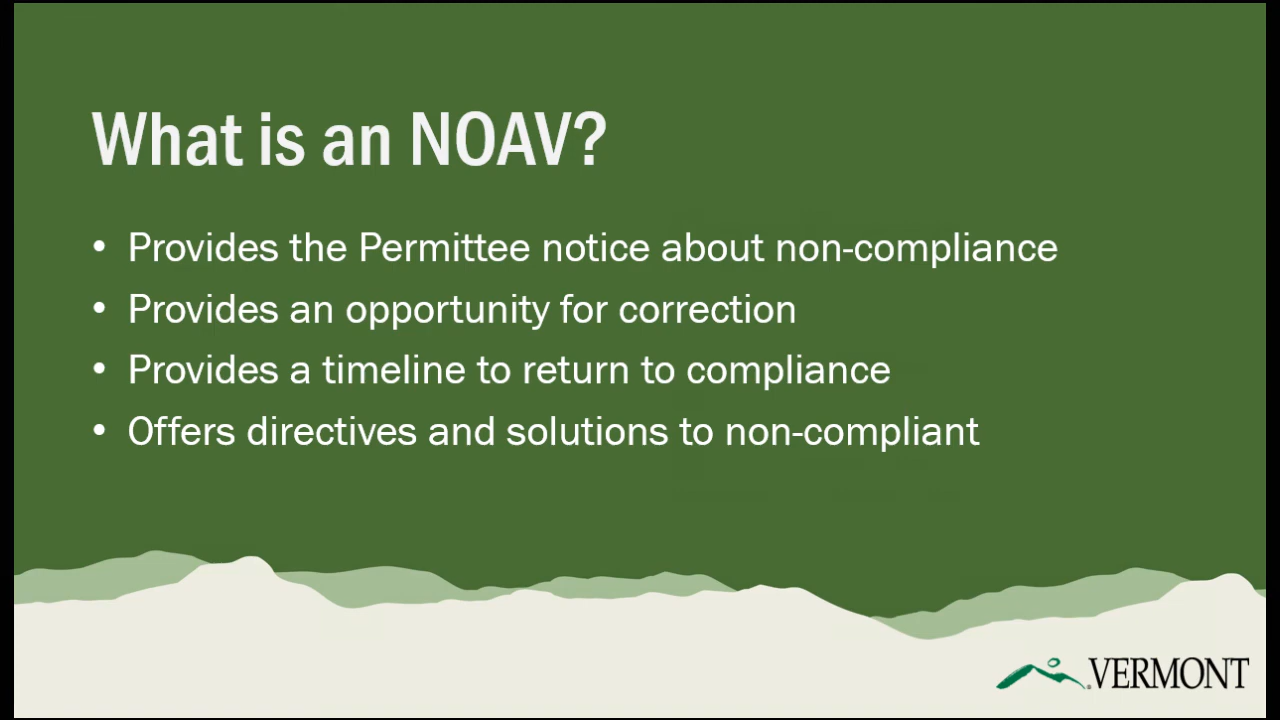 What is an NOAV?
• Provides the Permittee notice about non-compliance
• Provides an opportunity for correction
• Provides a timeline to return to compliance
• Offers directives and solutions to non-compliant
VERMONT